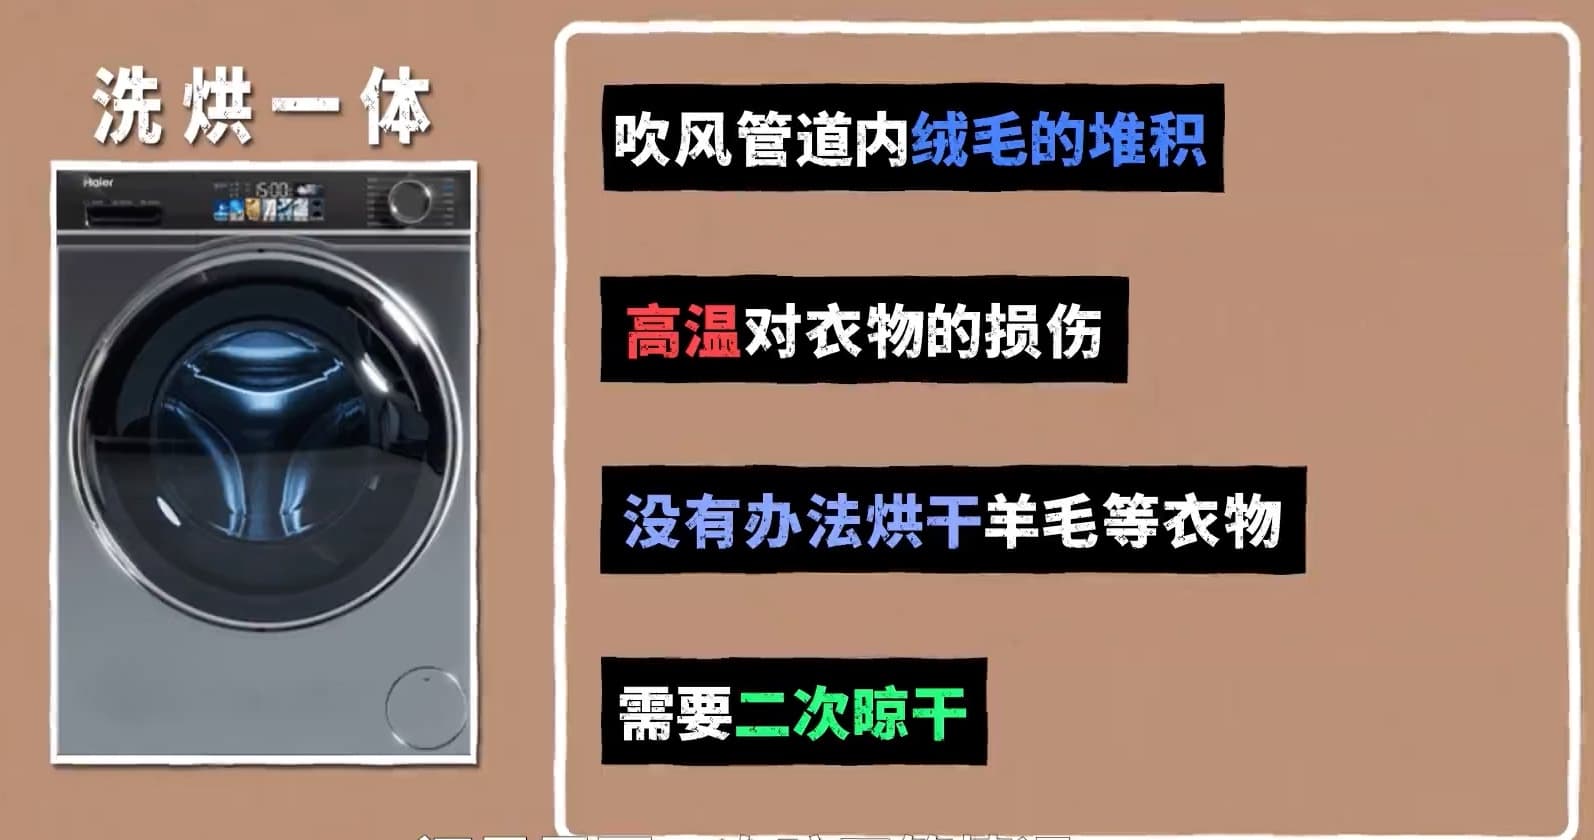 洗烘一体
Haier
15:00
吹风管道内绒毛的堆积
高温对衣物的损伤
没有办法烘干羊毛等衣物
需要二次晾干